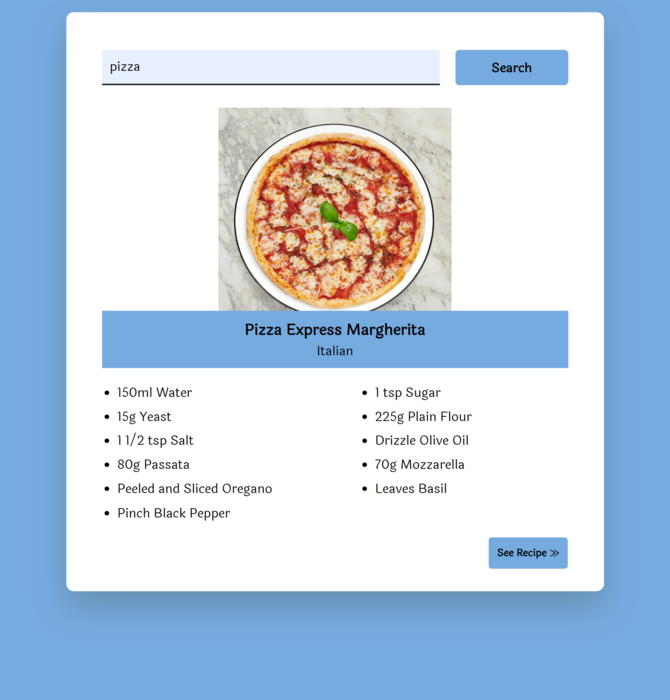 pizza
Search
Pizza Express Margherita
Italian
150ml Water
1 tsp Sugar
15g Yeast
225g Plain Flour
1 1/2 tsp Salt
Drizzle Olive Oil
80g Passata
70g Mozzarella
Peeled and Sliced Oregano
Leaves Basil
Pinch Black Pepper
See Recipe ≫